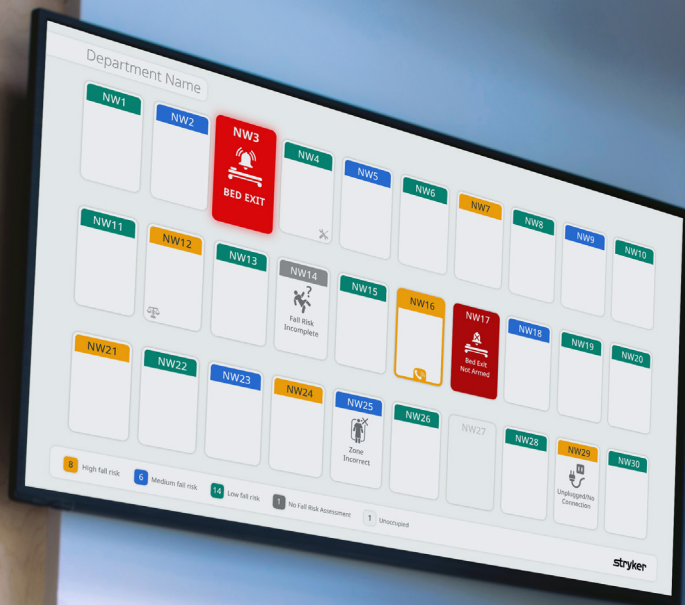 Department Name
NW1
NW2
NW3
BED EXIT
NW4
NW5
NW6
NW7
NW8
NW9
NW10
NW11
NW12
NW13
NW14
?
Fall Risk
Incomplete
NW15
NW16
NW17
Bed Exit
Not Armed
NW18
NW19
NW20
NW21
NW22
NW23
NW24
NW25
Zone
Incorrect
NW26
NW27
NW28
NW29
Unplugged/No
Connection
NW30
8 High fall risk
6 Medium fall risk
14 Low fall risk
1 No Fall Risk Assessment
1 Unoccupied
stryker